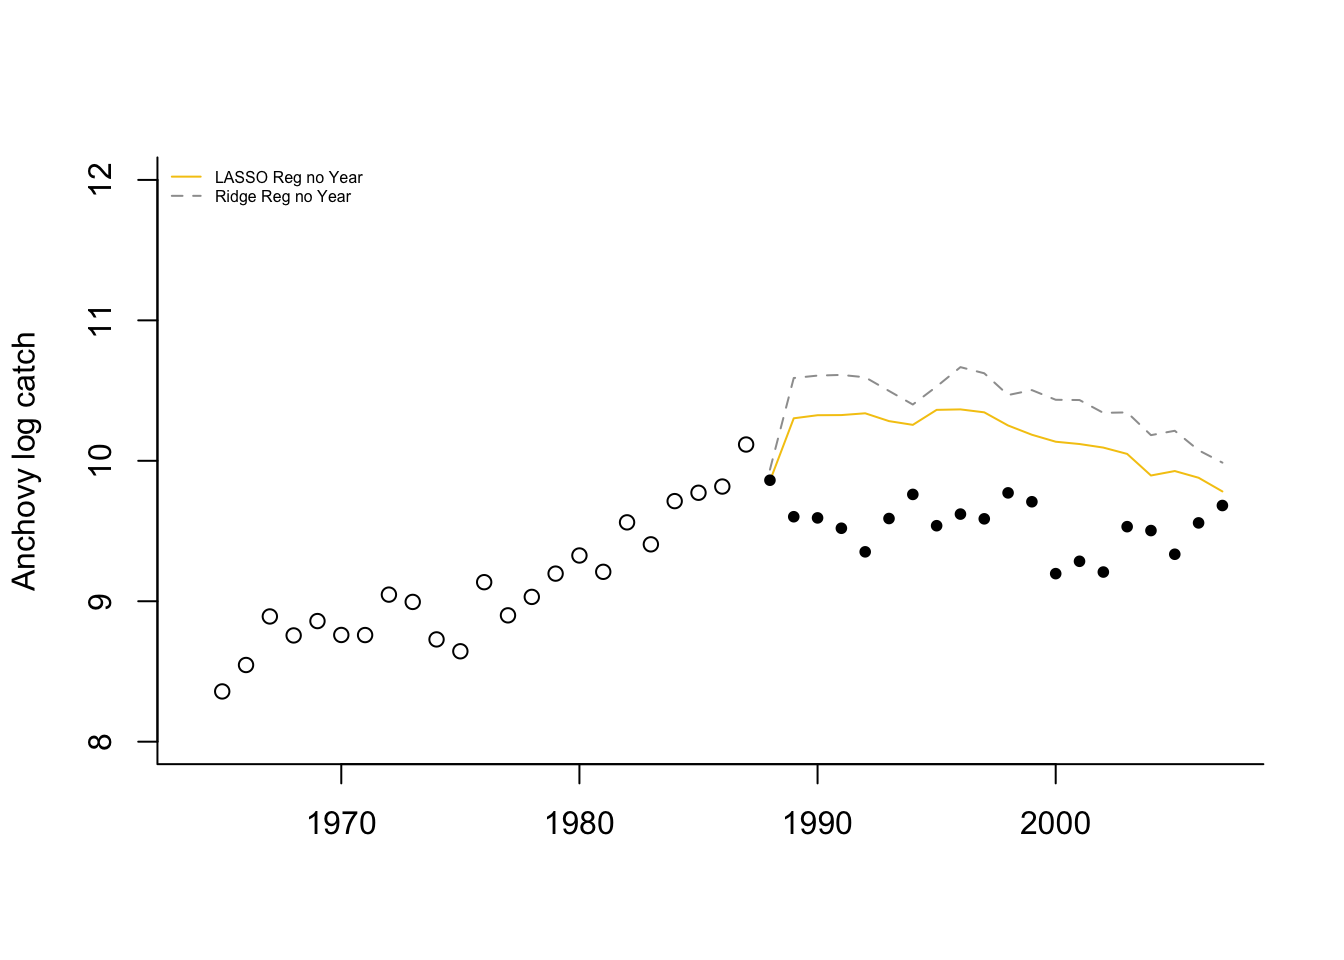 LASSO Reg no Year
Ridge Reg no Year
Anchovy log catch
12
11
10
9
8
1970 1980 1990 2000